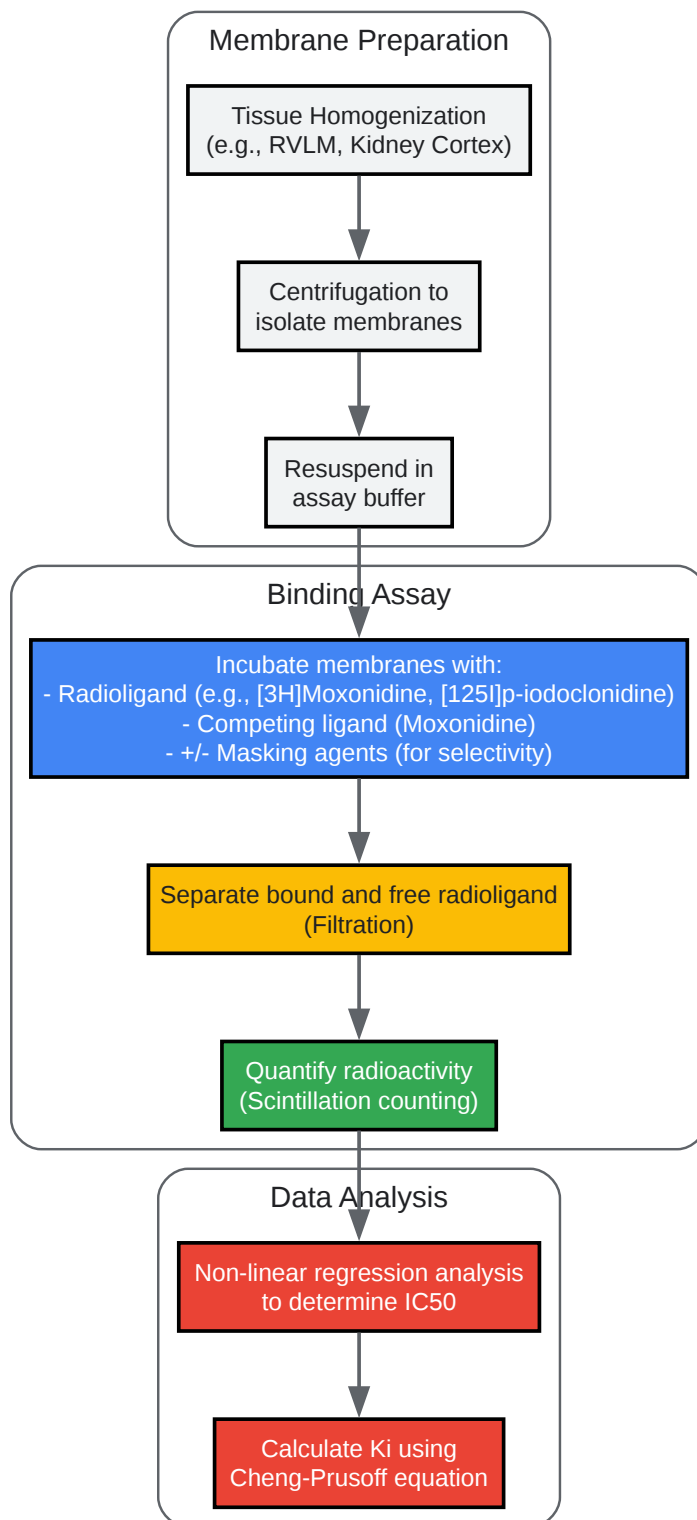 Membrane Preparation
Tissue Homogenization
(e.g., RVLM, Kidney Cortex)
Centrifugation to
isolate membranes
Resuspend in
assay buffer
Binding Assay
Incubate membranes with:
- Radioligand (e.g., [3H]Moxonidine, [125I]p-iodoclonidine)
- Competing ligand (Moxonidine)
- +/- Masking agents (for selectivity)
Separate bound and free radioligand
(Filtration)
Quantify radioactivity
(Scintillation counting)
Data Analysis
Non-linear regression analysis
to determine IC50
Calculate Ki using
Cheng-Prusoff equation